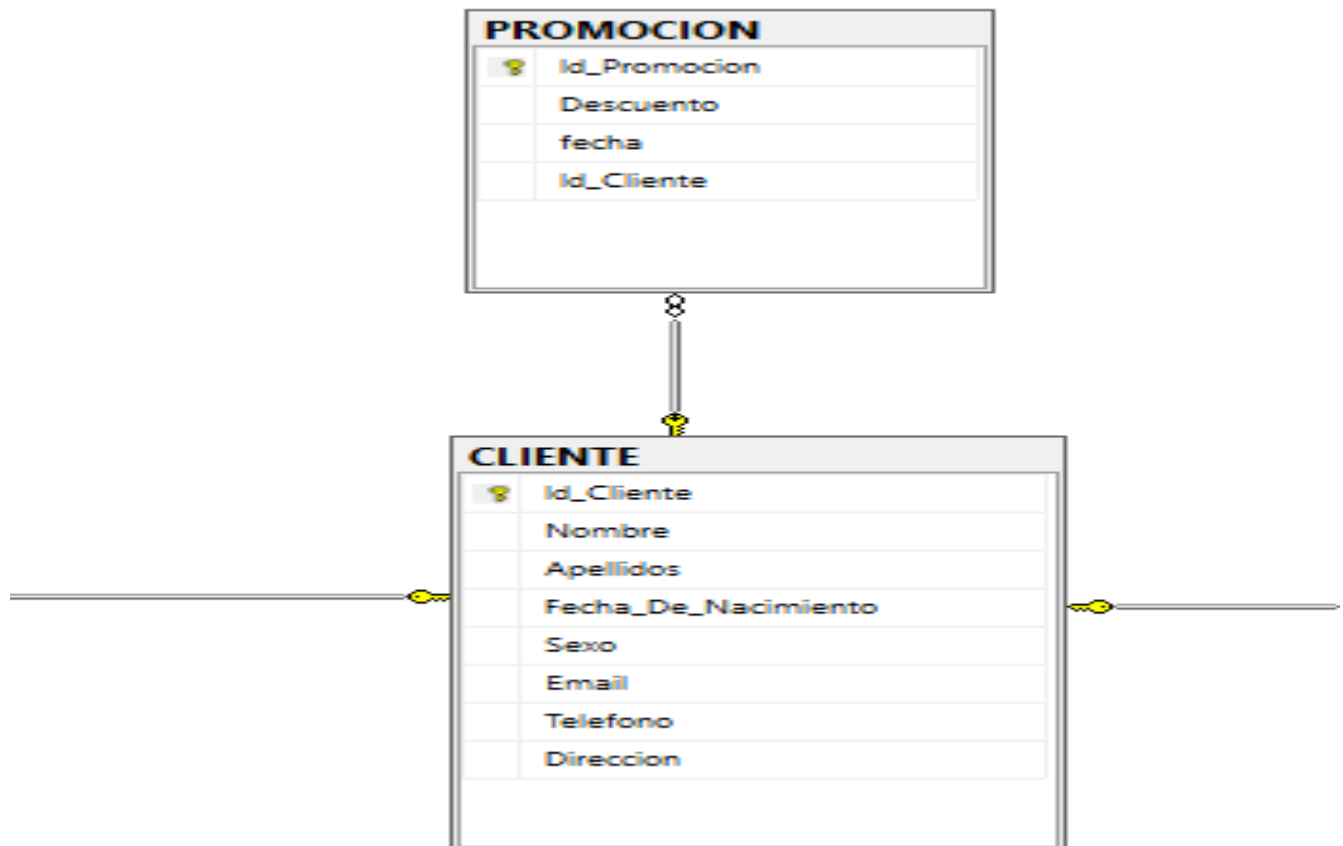 PROMOCION
Id_Promocion
Descuento
fecha
Id_Cliente
CLIENTE
Id_Cliente
Nombre
Apellidos
Fecha_De_Nacimiento
Sexo
Email
Telefono
Direccion